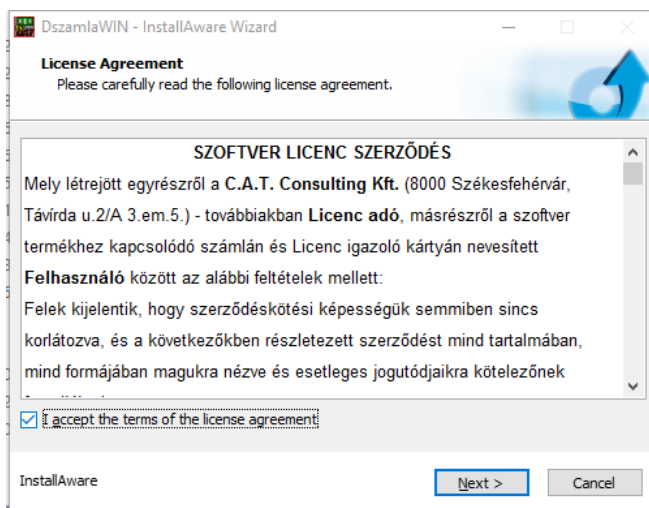 DszamlaWIN - InstallAware Wizard
License Agreement
Please carefully read the following license agreement.
SZOFTVER LICENC SZERZŐDÉS
Mely létrejött egyrészről a C.A.T. Consulting Kft. (8000 Székesfehérvár,
Távírda u.2/A 3.em.5.) - továbbiakban Licenc adó, másrészről a szoftver
termékhez kapcsolódó számlán és Licenc igazoló kártyán nevesített
Felhasználó között az alábbi feltételek mellett:
Felek kijelentik, hogy szerződéskötési képességük semmiben sincs
korlátozva, és a következőkben részletezett szerződést mind tartalmában,
mind formájában magukra nézve és esetleges jogutódjaikra kötelezőnek
I accept the terms of the license agreement
InstallAware
Next >
Cancel